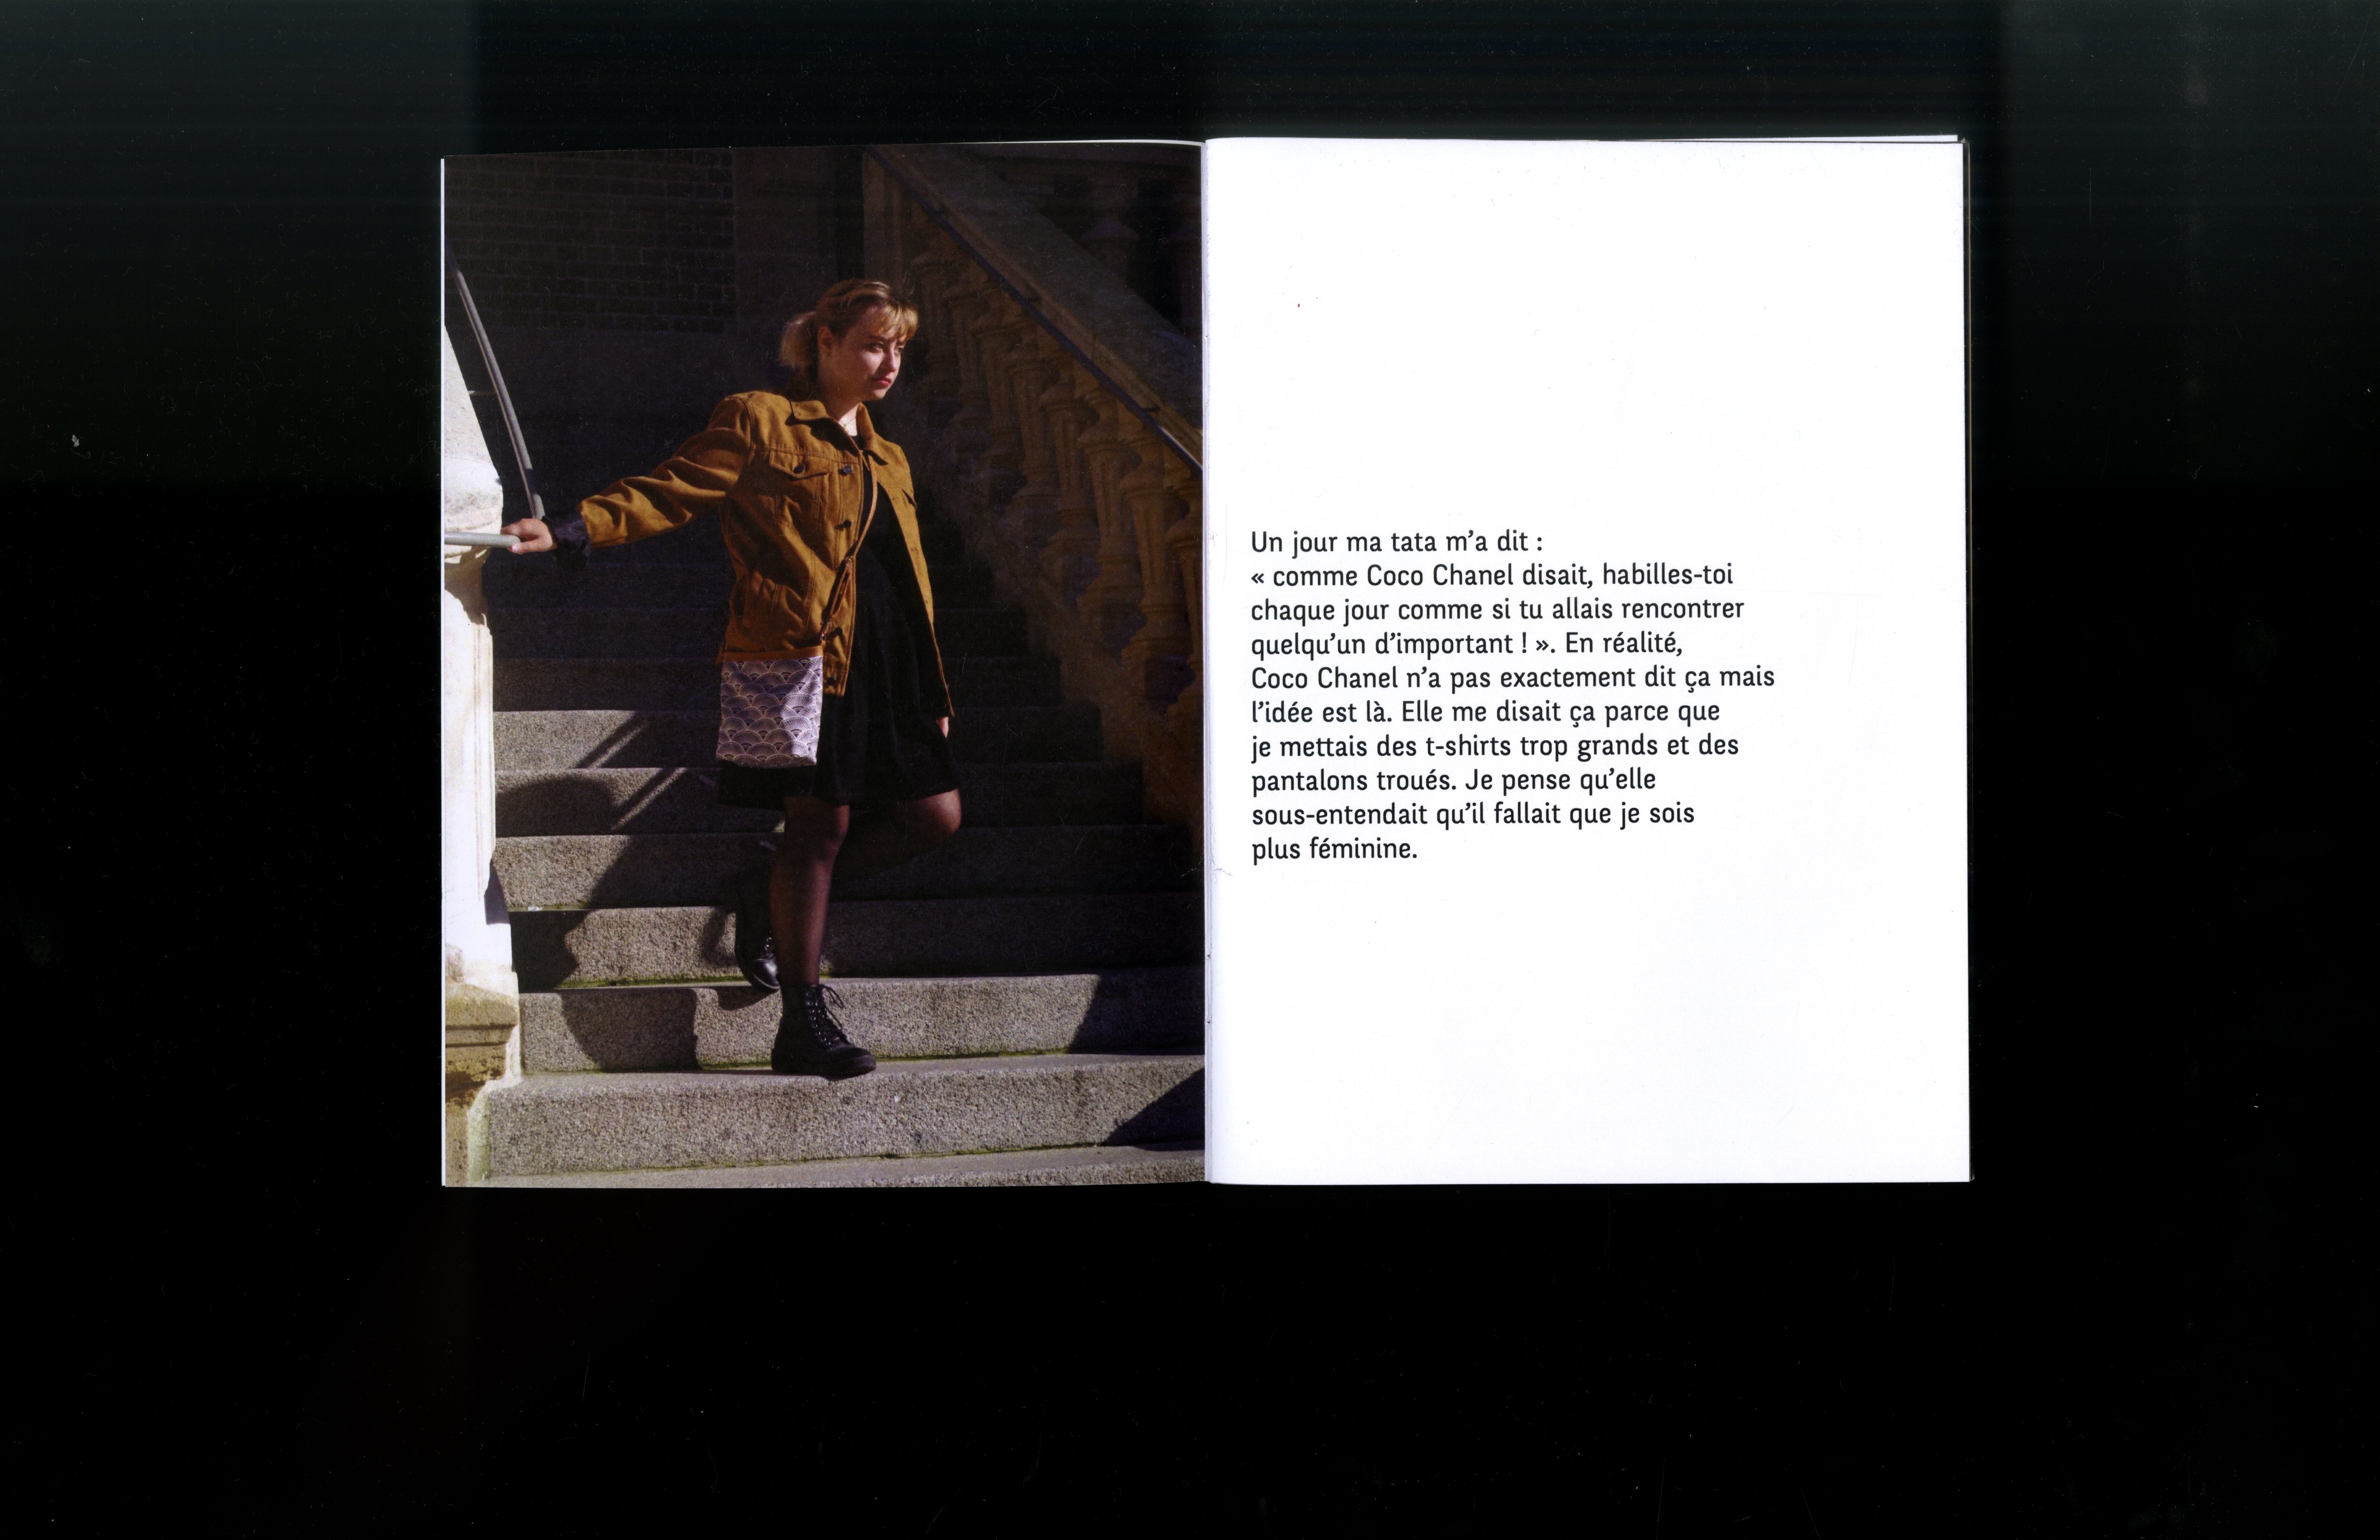 Un jour ma tata m’a dit :
« comme Coco Chanel disait, habilles-toi
chaque jour comme si tu allais rencontrer
quelqu’un d’important ! ». En réalité,
Coco Chanel n’a pas exactement dit ça mais
l’idée est là. Elle me disait ça parce que
je mettais des t-shirts trop grands et des
pantalons troués. Je pense qu’elle
sous-entendait qu’il fallait que je sois
plus féminine.